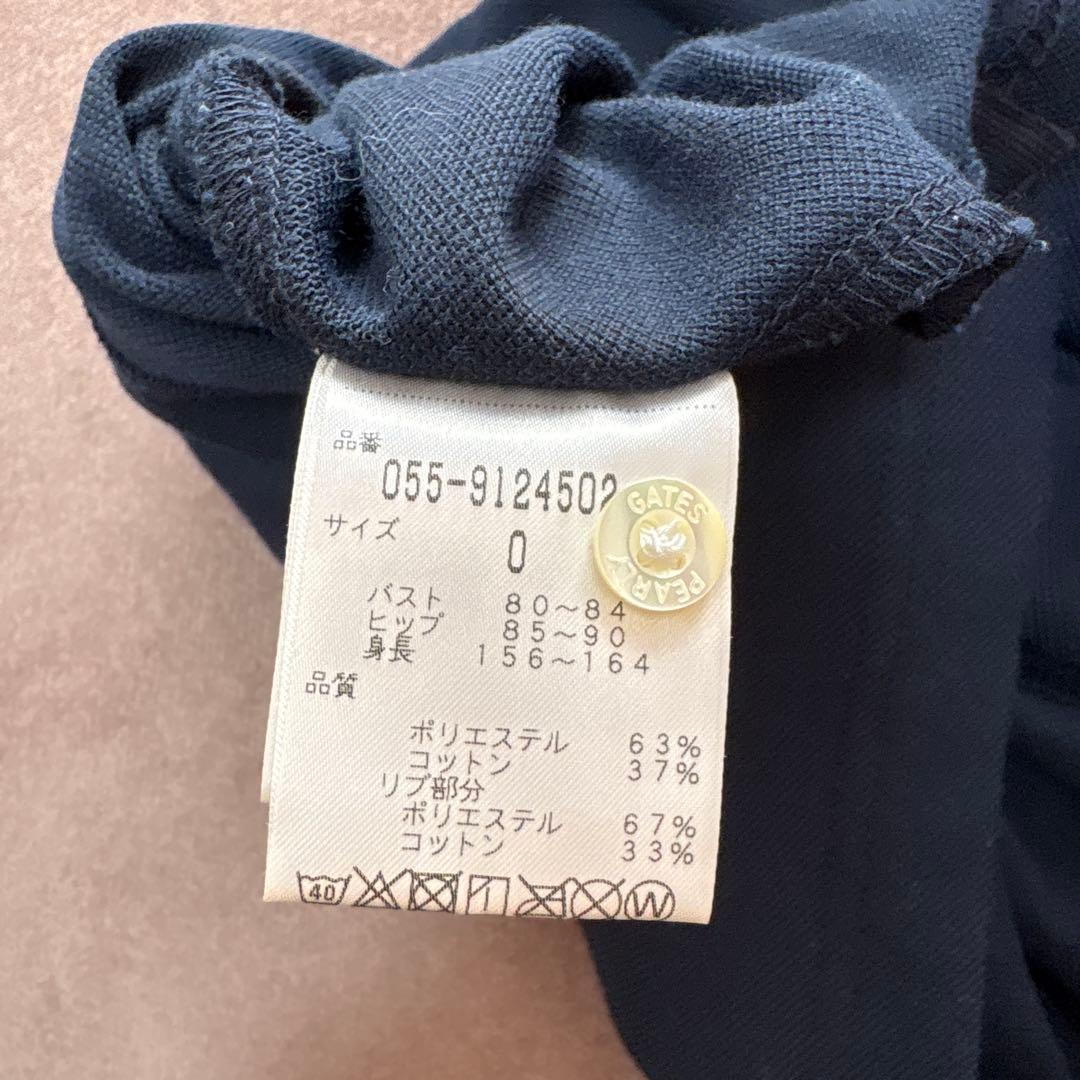 品番
055-9124502
サイズ
0
バスト 80～84
ヒップ 85～90
身長 156～164
品質
ポリエステル 63%
コットン 37%
リブ部分
ポリエステル 67%
コットン 33%
40 W
GATES
PEARLY